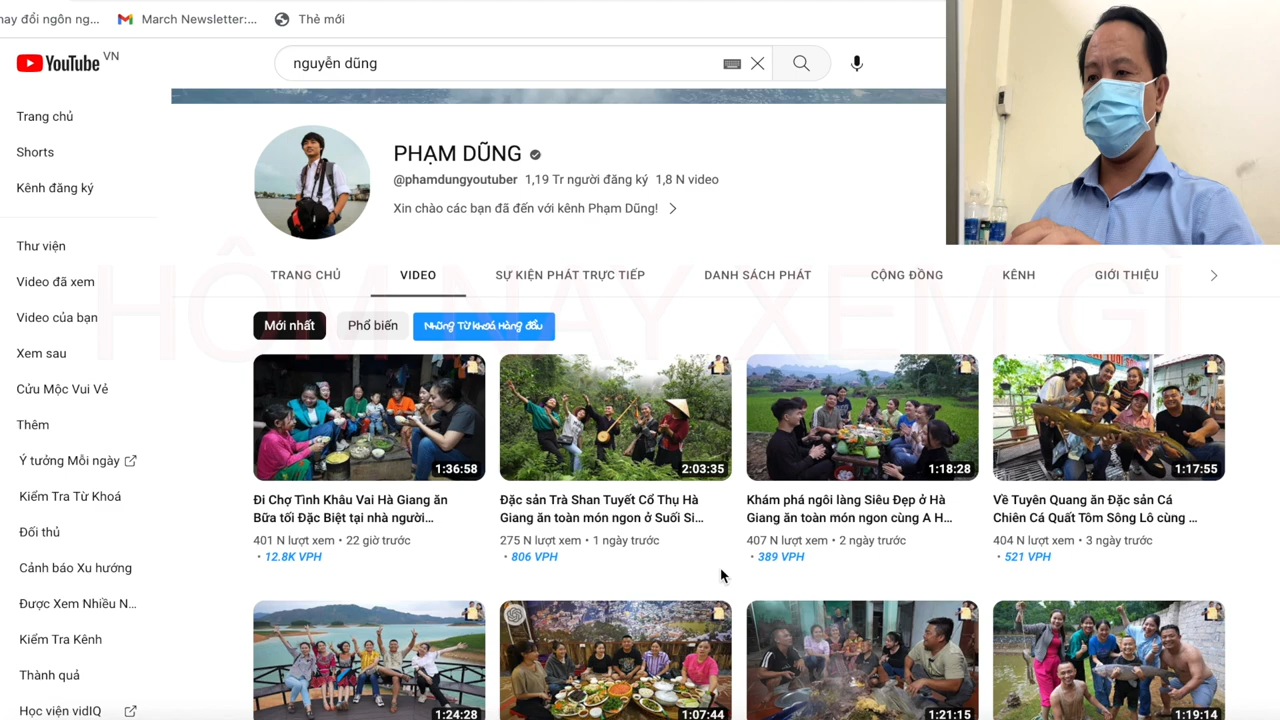 nay đổi ngôn ng...
March Newsletter:...
Thẻ mới
YouTube VN
nguyễn dũng
Trang chủ
Shorts
Kênh đăng ký
Thư viện
Video đã xem
Video của bạn
Xem sau
Cửu Mộc Vui Vẻ
Thêm
Ý tưởng Mỗi ngày
Kiểm Tra Từ Khoá
Đối thủ
Cảnh báo Xu hướng
Được Xem Nhiều N...
Kiểm Tra Kênh
Thành quả
Học viện vidIQ
PHẠM DŨNG
@phamdungyoutuber 1,19 Tr người đăng ký 1,8 N video
Xin chào các bạn đã đến với kênh Phạm Dũng!
HÔM NAY XEM GÌ
TRANG CHỦ VIDEO SỰ KIỆN PHÁT TRỰC TIẾP DANH SÁCH PHÁT CỘNG ĐỒNG KÊNH GIỚI THIỆU
Mới nhất Phổ biến Những Từ Khoá Hàng đầu
1:36:58
Đi Chợ Tình Khâu Vai Hà Giang ăn
Bữa tối Đặc Biệt tại nhà người...
401 N lượt xem • 22 giờ trước
• 12.8K VPH
2:03:35
Đặc sản Trà Shan Tuyết Cổ Thụ Hà
Giang ăn toàn món ngon ở Suối Si...
275 N lượt xem • 1 ngày trước
• 806 VPH
1:18:28
Khám phá ngôi làng Siêu Đẹp ở Hà
Giang ăn toàn món ngon cùng A H...
407 N lượt xem • 2 ngày trước
• 389 VPH
1:17:55
Về Tuyên Quang ăn Đặc sản Cá
Chiên Cá Quất Tôm Sông Lô cùng ...
404 N lượt xem • 3 ngày trước
• 521 VPH
1:24:28
1:07:44
1:21:15
1:19:14